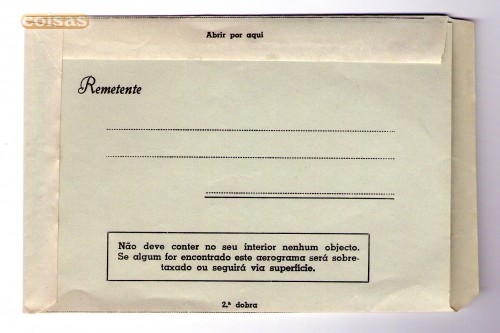 coisas
Abrir por aqui
Remetente
Não deve conter no seu interior nenhum objecto.
Se algum for encontrado este aerograma será sobre-
taxado ou seguirá via superfície.
2.ª dobra